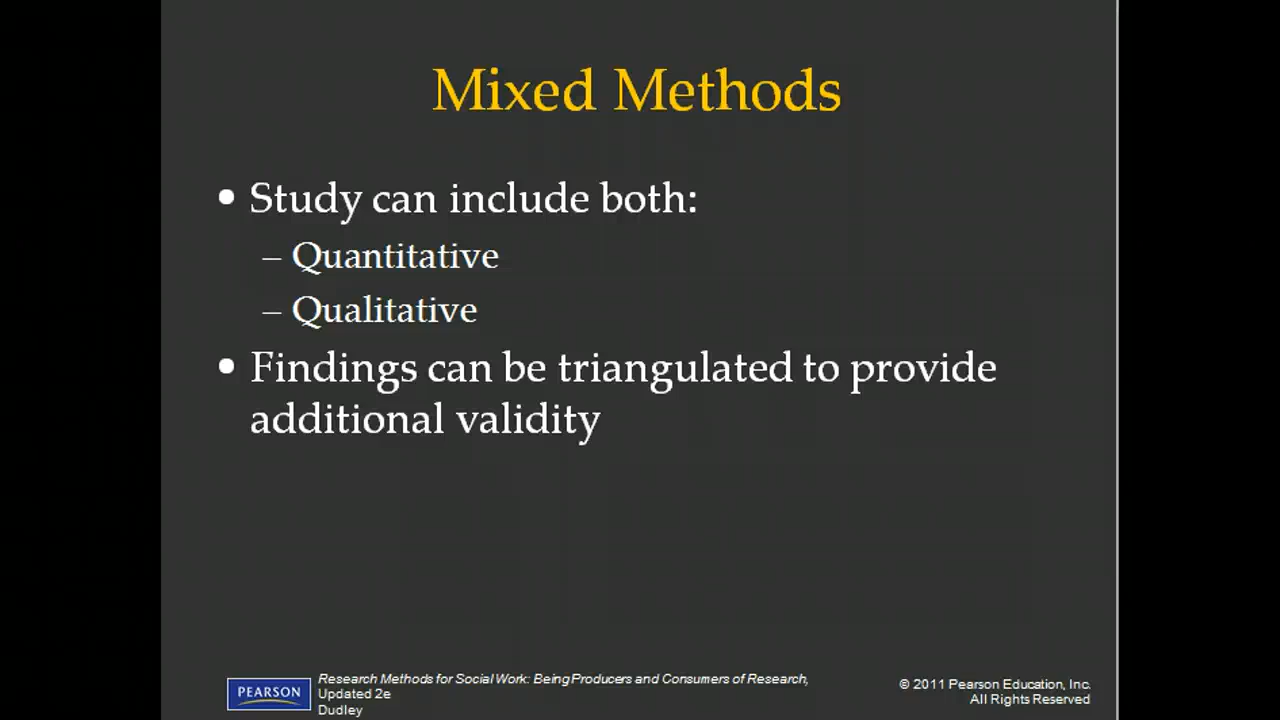 Mixed Methods
• Study can include both:
– Quantitative
– Qualitative
• Findings can be triangulated to provide
additional validity
PEARSON
Research Methods for Social Work: Being Producers and Consumers of Research,
Updated 2e
Dudley
© 2011 Pearson Education, Inc.
All Rights Reserved